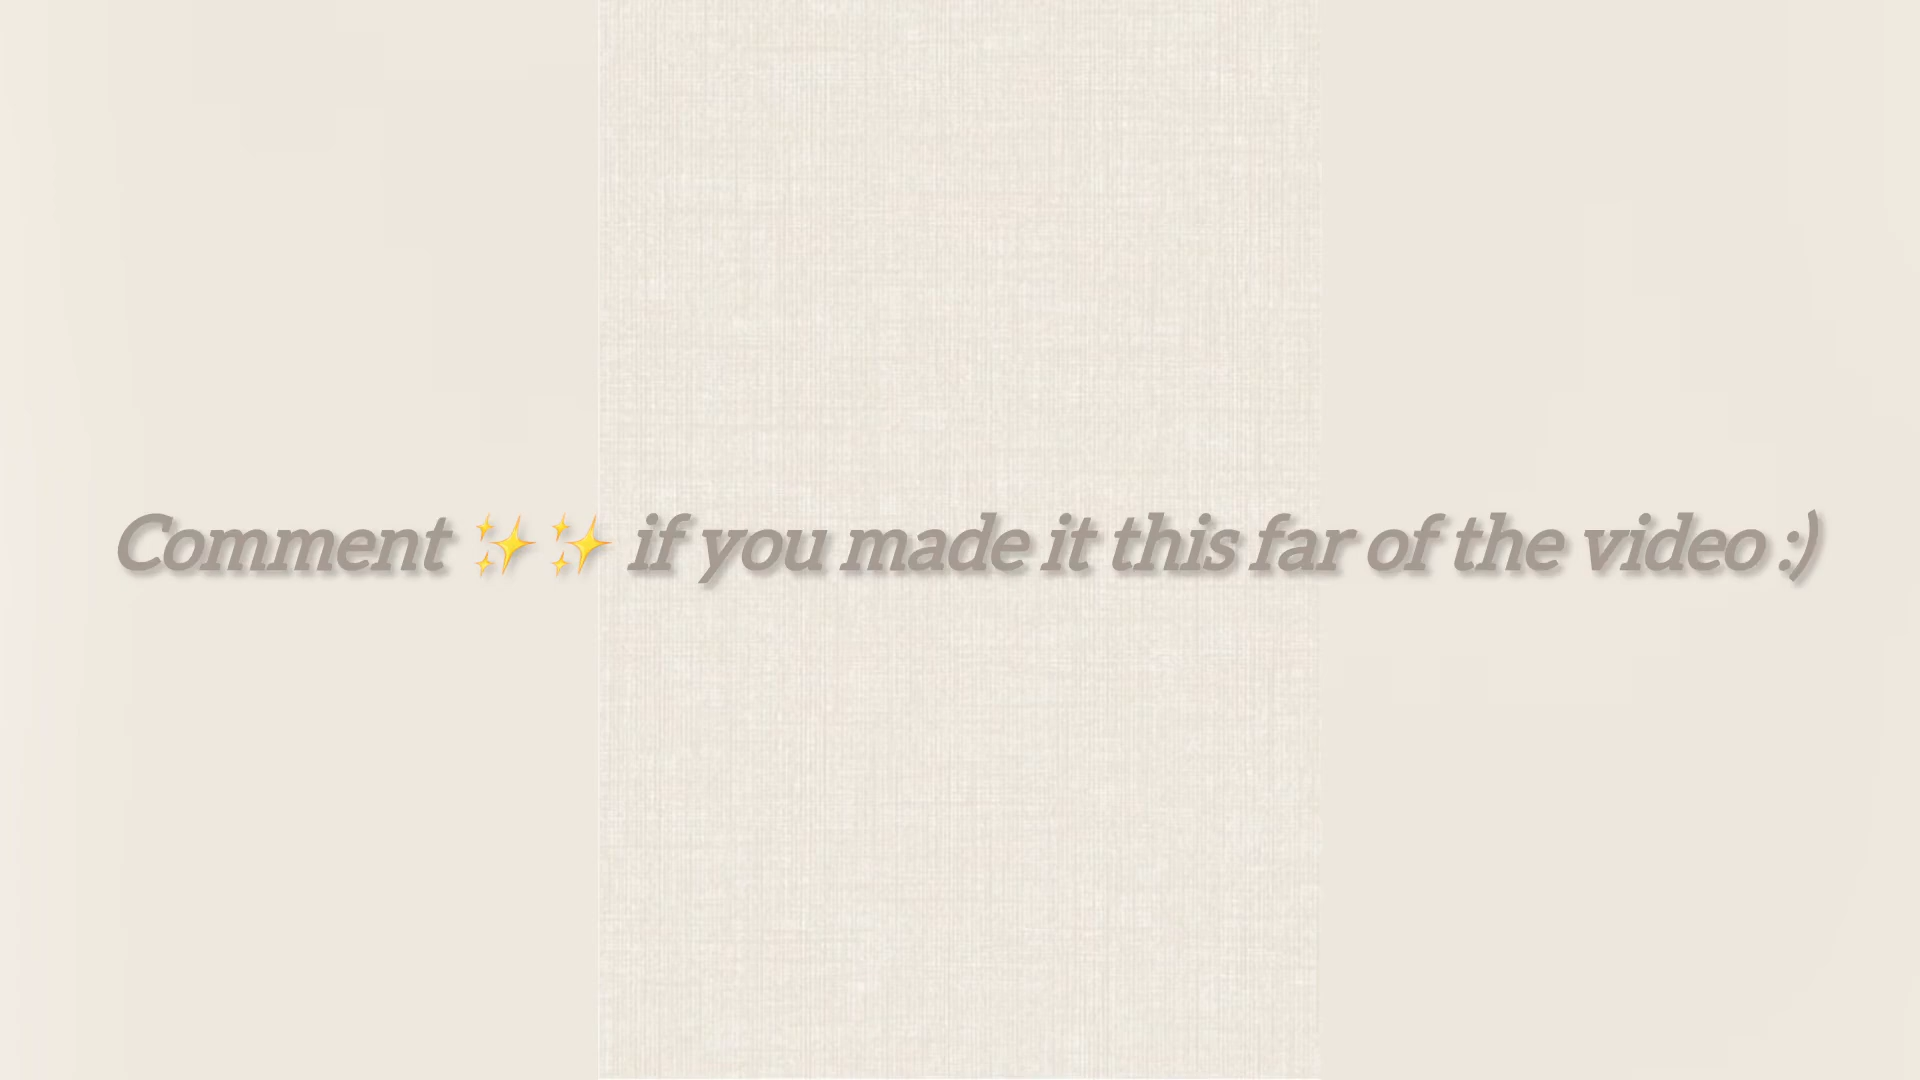 Comment ✨✨ if you made it this far of the video :)